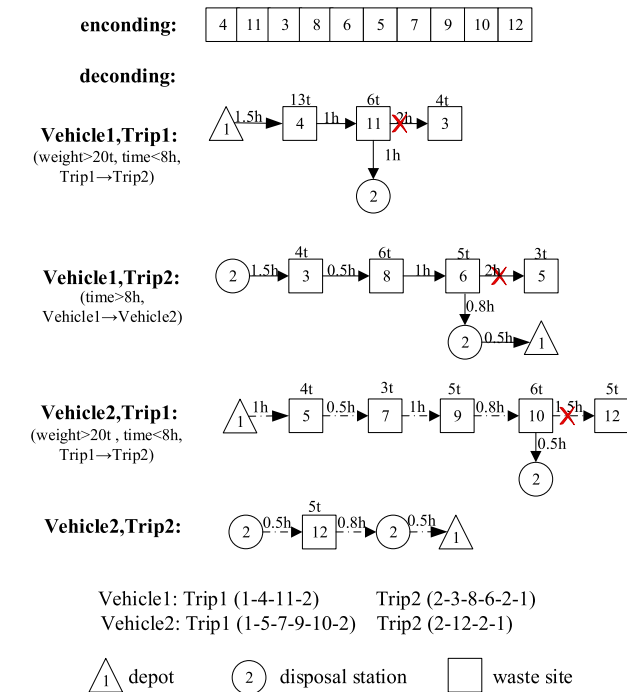 enconding: 4 11 3 8 6 5 7 9 10 12
deconding:
13t 6t 4t
Vehicle1,Trip1: 1 1.5h 4 1h 11 2h 3
(weight>20t, time<8h,
Trip1→Trip2)
1h
2
4t 6t 5t 3t
Vehicle1,Trip2: 2 1.5h 3 0.5h 8 1h 6 2h 5
(time>8h,
Vehicle1→Vehicle2)
0.8h
2 0.5h 1
4t 3t 5t 6t 5t
Vehicle2,Trip1: 1 1h 5 0.5h 7 1h 9 0.8h 10 1.5h 12
(weight>20t , time<8h,
Trip1→Trip2)
0.5h
2
5t
Vehicle2,Trip2: 2 0.5h 12 0.8h 2 0.5h 1
Vehicle1: Trip1 (1-4-11-2) Trip2 (2-3-8-6-2-1)
Vehicle2: Trip1 (1-5-7-9-10-2) Trip2 (2-12-2-1)
1 depot 2 disposal station waste site